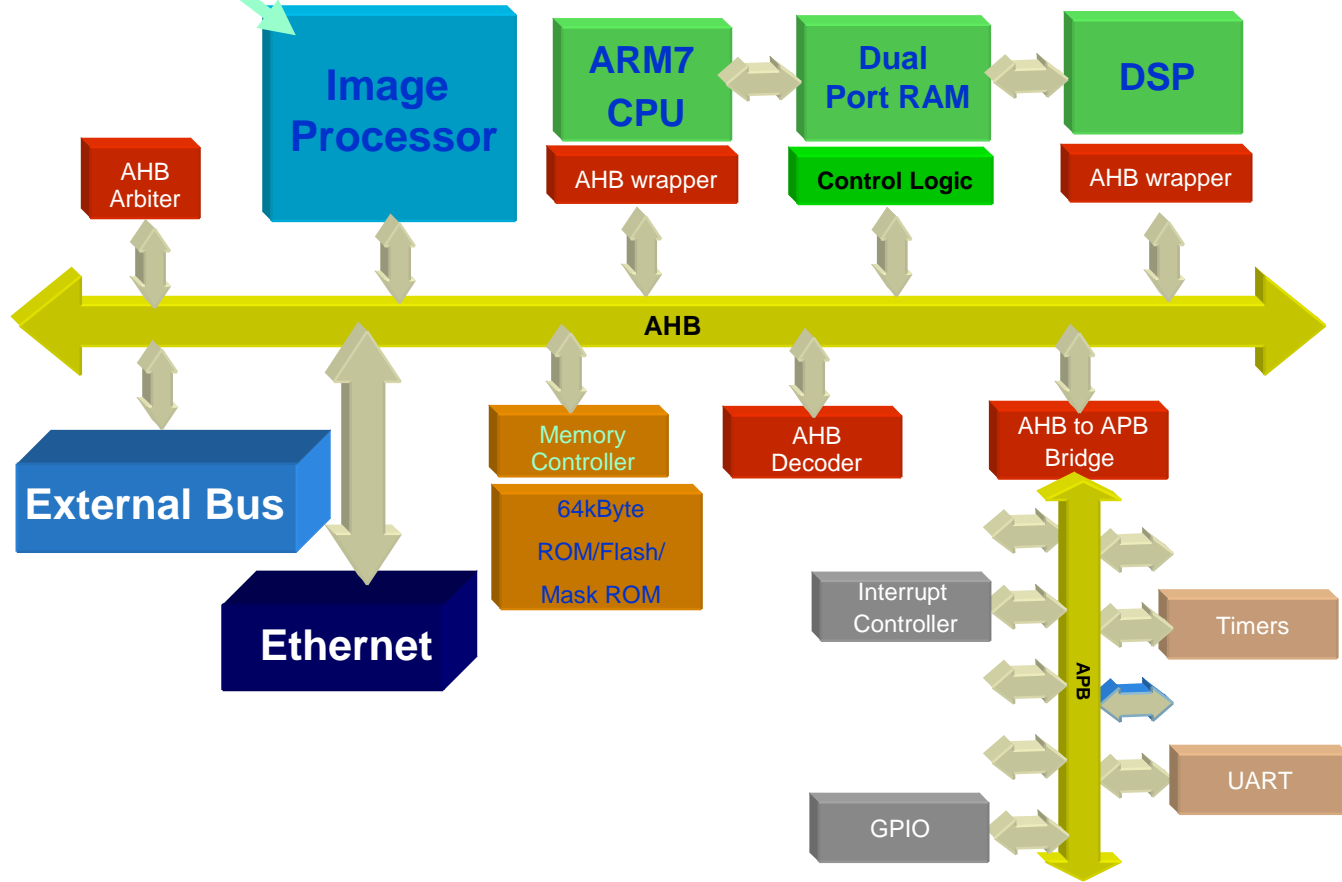 Image
Processor
ARM7
CPU
Dual
Port RAM
DSP
AHB
Arbiter
AHB wrapper
Control Logic
AHB wrapper
AHB
External Bus
Ethernet
Memory
Controller
64kByte
ROM/Flash/
Mask ROM
AHB
Decoder
AHB to APB
Bridge
Interrupt
Controller
Timers
APB
UART
GPIO